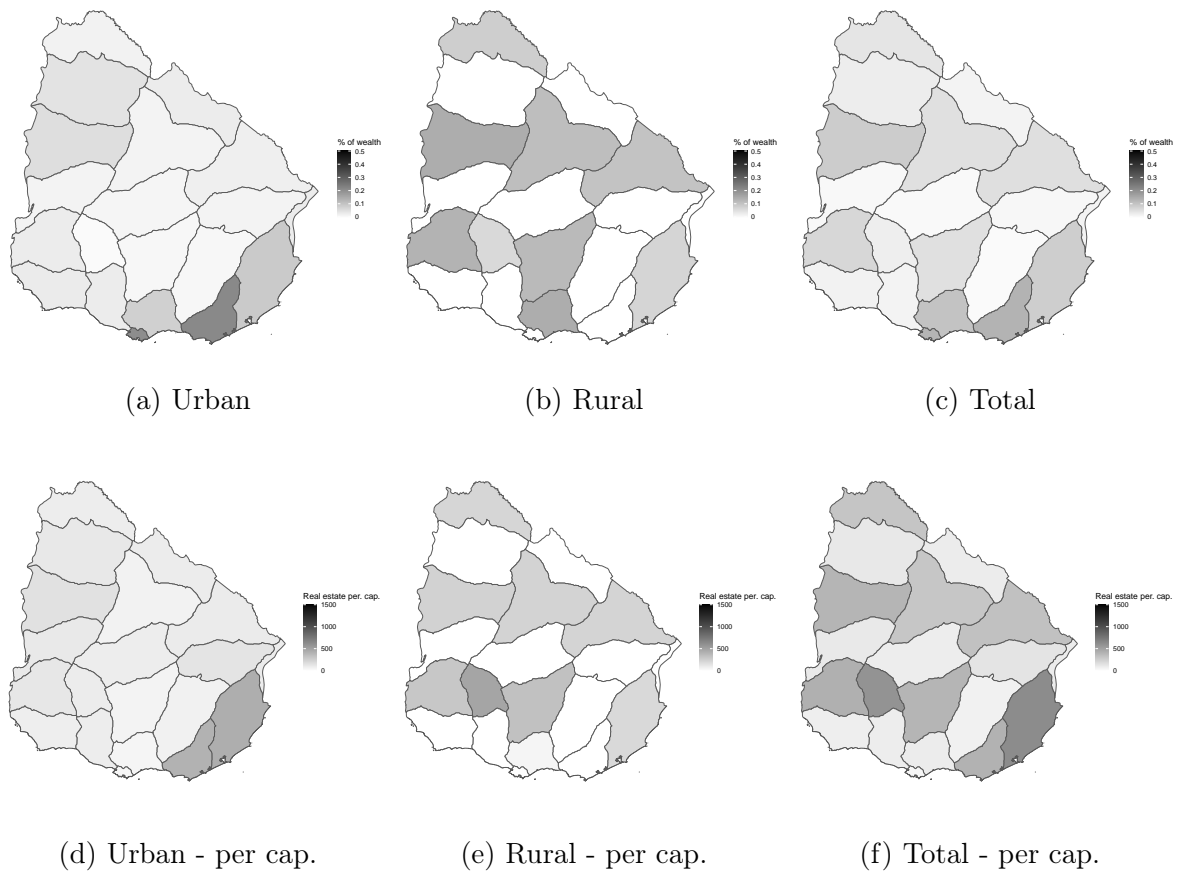 % of wealth
0.5
0.4
0.3
0.2
0.1
0
% of wealth
0.5
0.4
0.3
0.2
0.1
0
% of wealth
0.5
0.4
0.3
0.2
0.1
0
(a) Urban
(b) Rural
(c) Total
Real estate per. cap.
1500
1000
500
0
Real estate per. cap.
1500
1000
500
0
Real estate per. cap.
1500
1000
500
0
(d) Urban - per cap.
(e) Rural - per cap.
(f) Total - per cap.